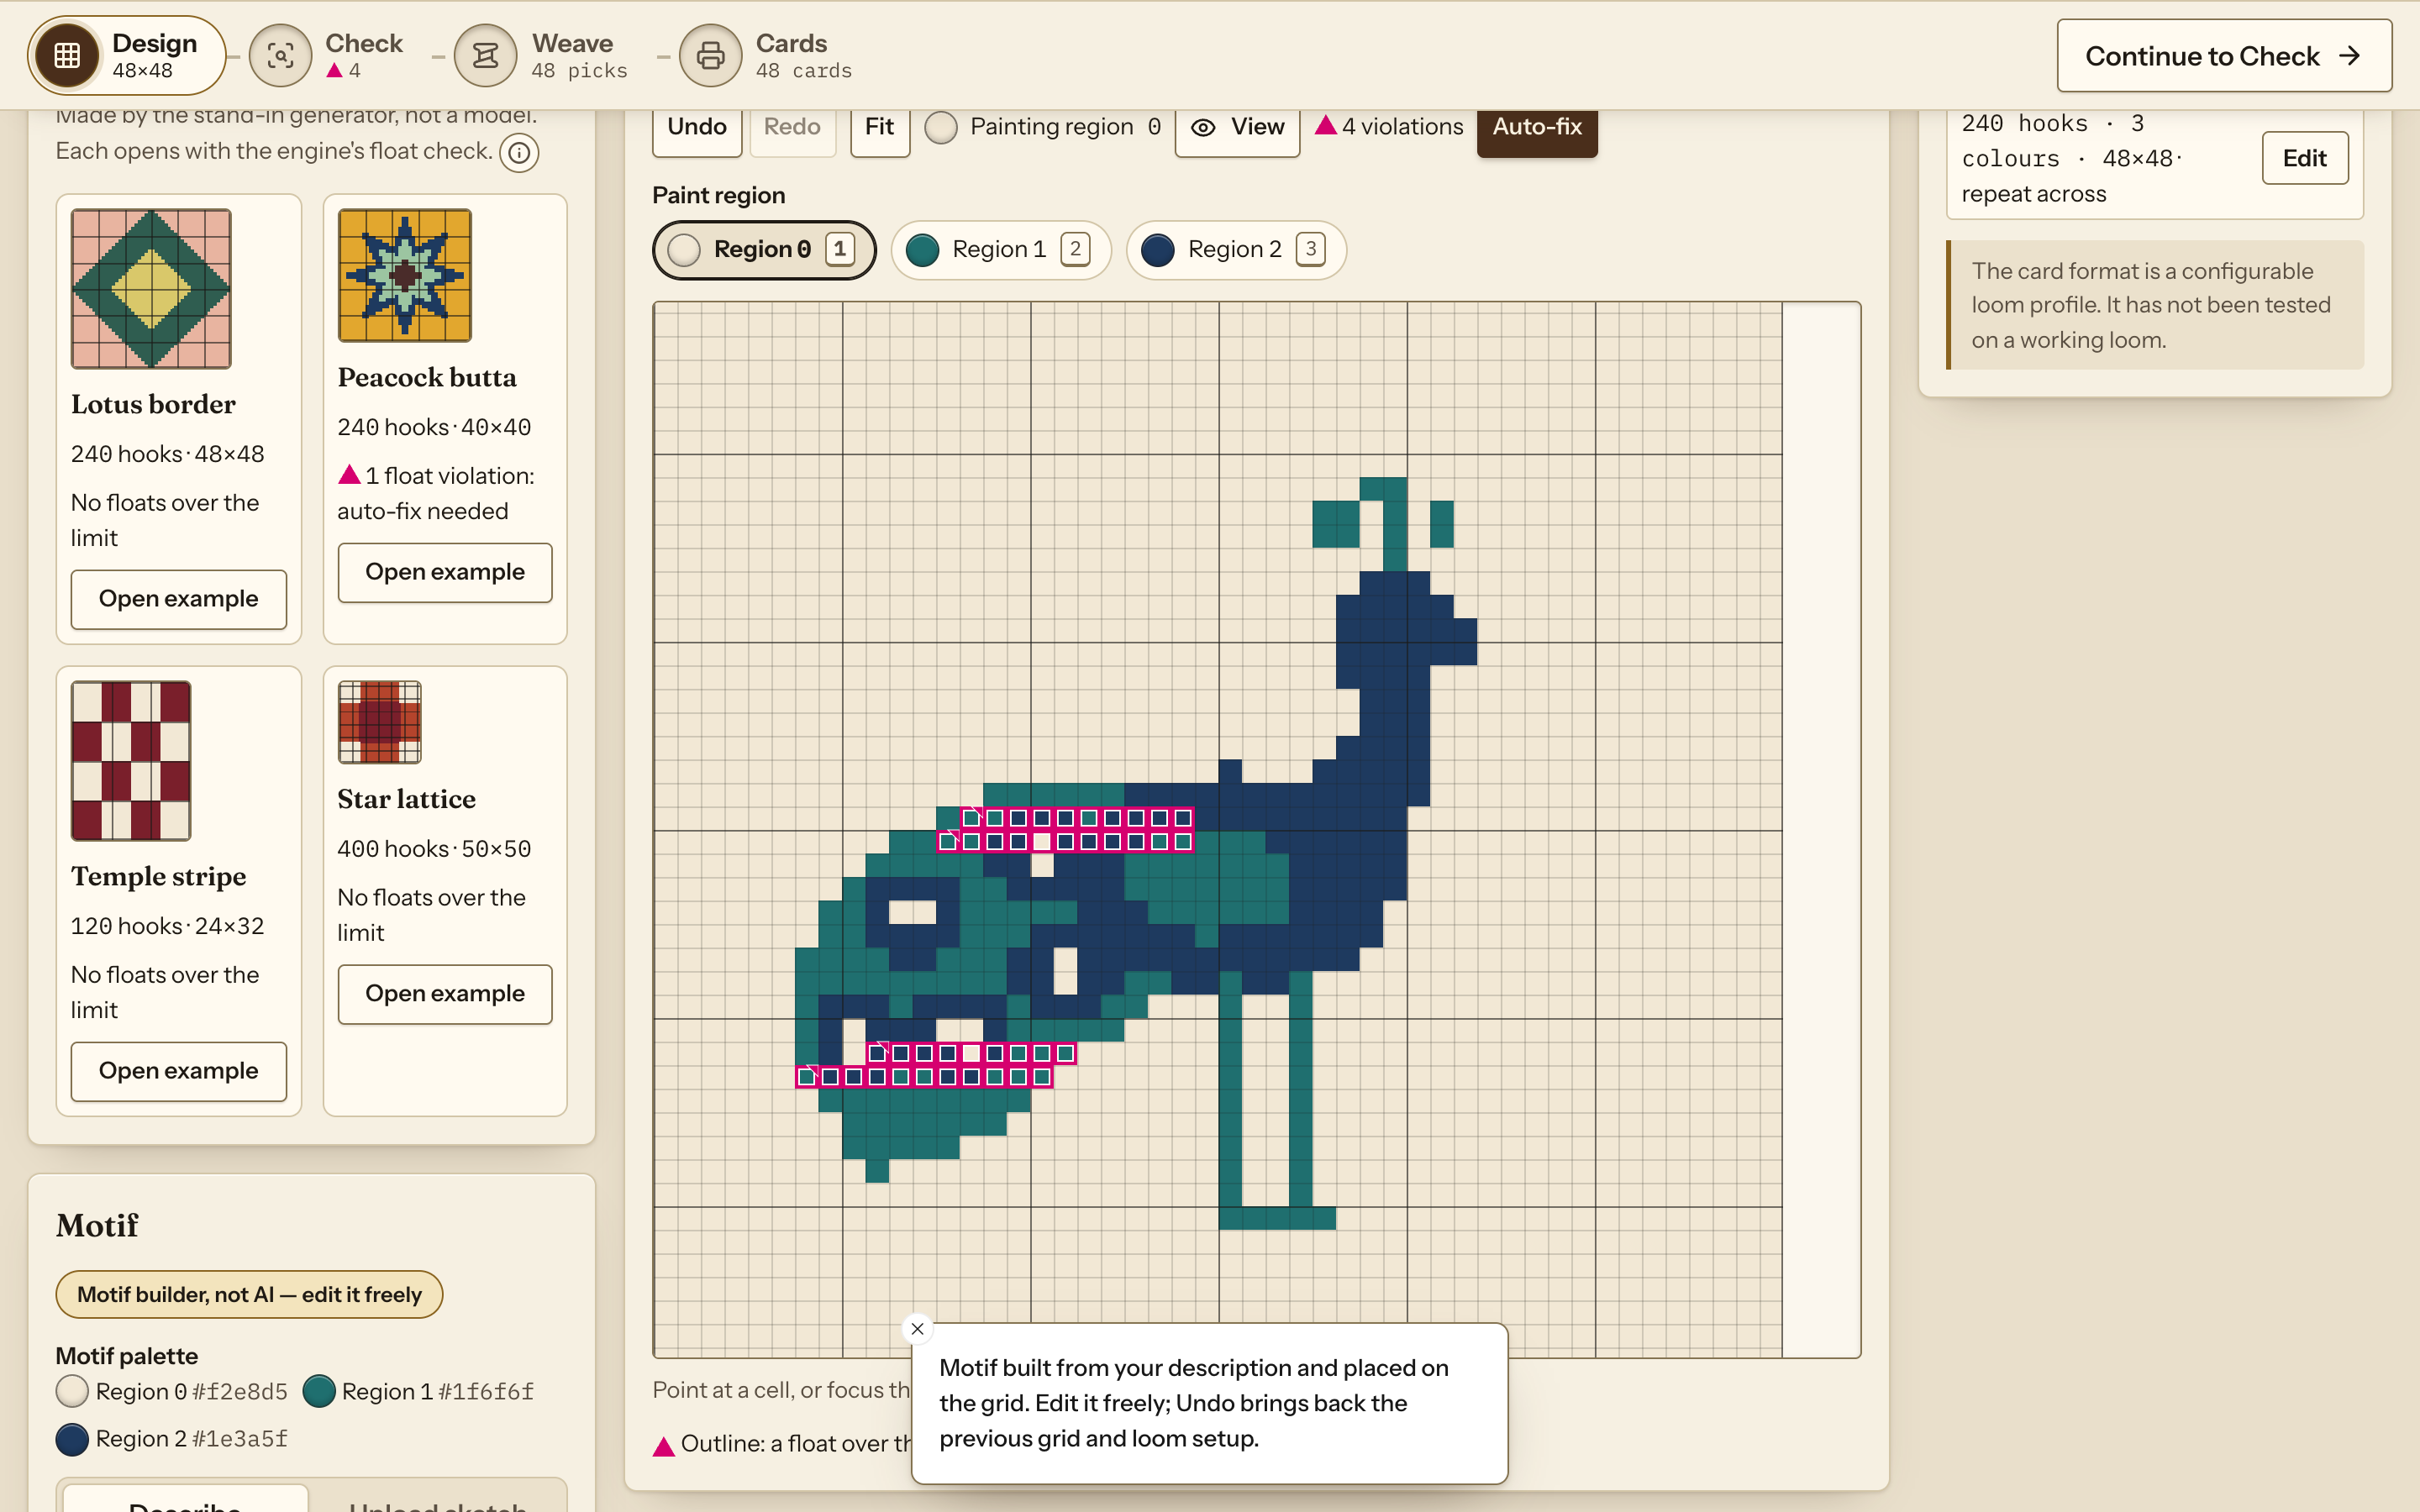 Design
48×48
Check
4
Weave
48 picks
Cards
48 cards
Continue to Check
Made by the stand-in generator, not a model.
Each opens with the engine's float check.
Lotus border
240 hooks·48×48
No floats over the
limit
Open example
Peacock butta
240 hooks·40×40
1 float violation:
auto-fix needed
Open example
Temple stripe
120 hooks·24×32
No floats over the
limit
Open example
Star lattice
400 hooks·50×50
No floats over the
limit
Open example
Motif
Motif builder, not AI — edit it freely
Motif palette
Region 0 #f2e8d5
Region 1 #1f6f6f
Region 2 #1e3a5f
Describe
Upload sketch
Undo
Redo
Fit
Painting region 0
View
4 violations
Auto-fix
Paint region
Region 0 1
Region 1 2
Region 2 3
Point at a cell, or focus th
Outline: a float over th
Motif built from your description and placed on
the grid. Edit it freely; Undo brings back the
previous grid and loom setup.
240 hooks · 3
colours · 48×48·
repeat across
Edit
The card format is a configurable
loom profile. It has not been tested
on a working loom.